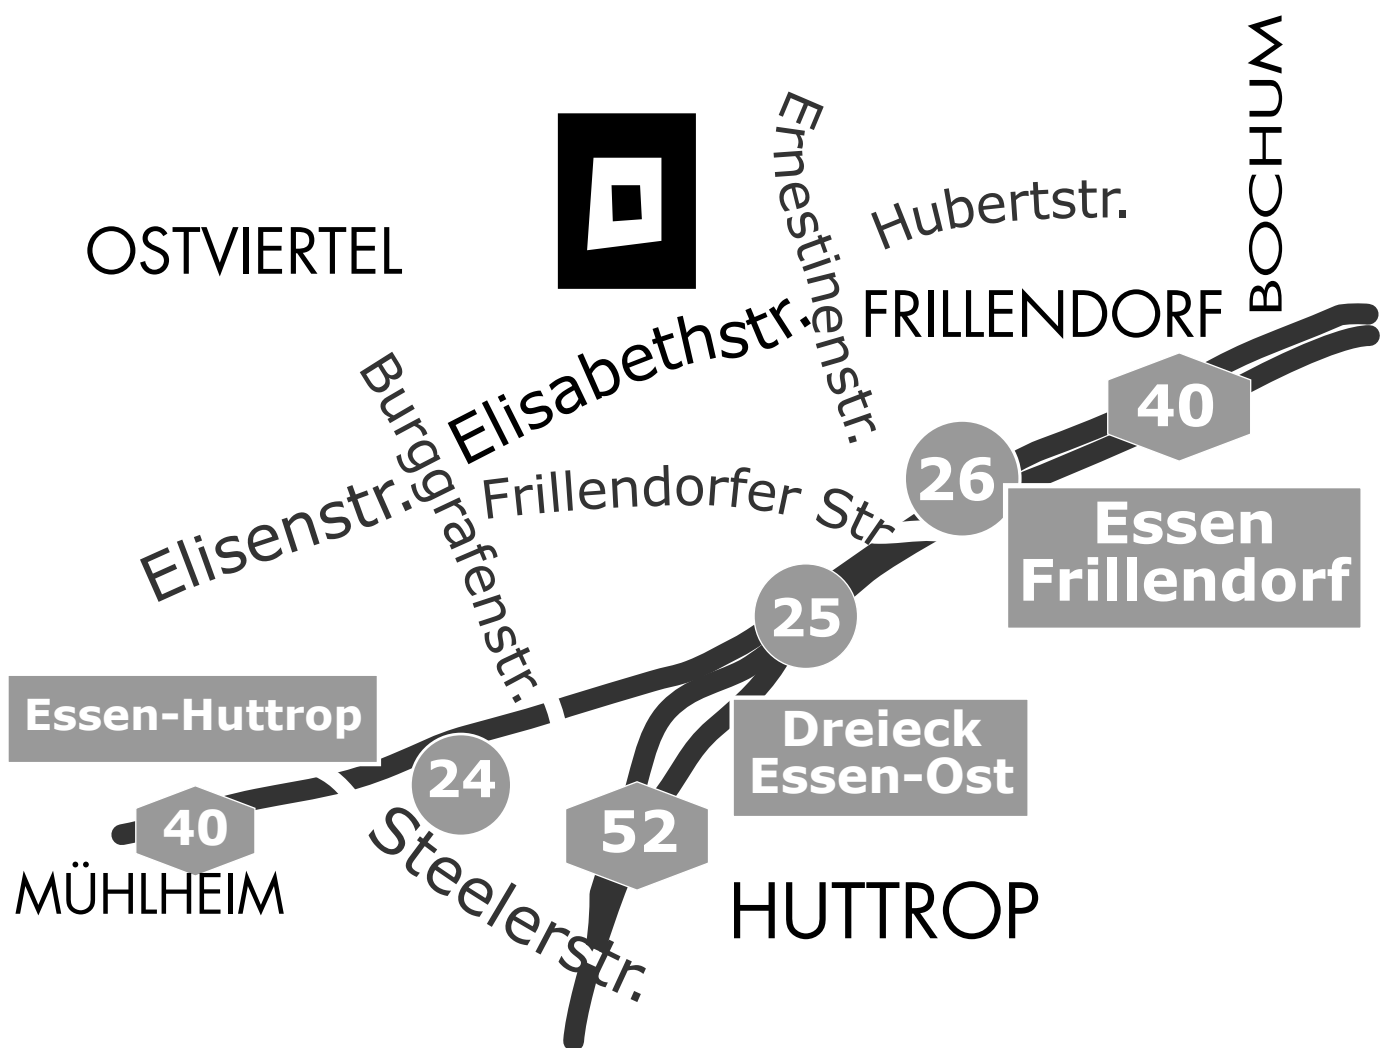 BOCHUM
Ernestinenstr.
Hubertstr.
OSTVIERTEL
FRILLENDORF
Elisabethstr.
Burggrafenstr.
40
26
Elisenstr.
Frillendorfer Str.
Essen
Frillendorf
25
Essen-Huttrop
Dreieck
Essen-Ost
24
40
52
Steelerstr.
MÜHLHEIM
HUTTROP